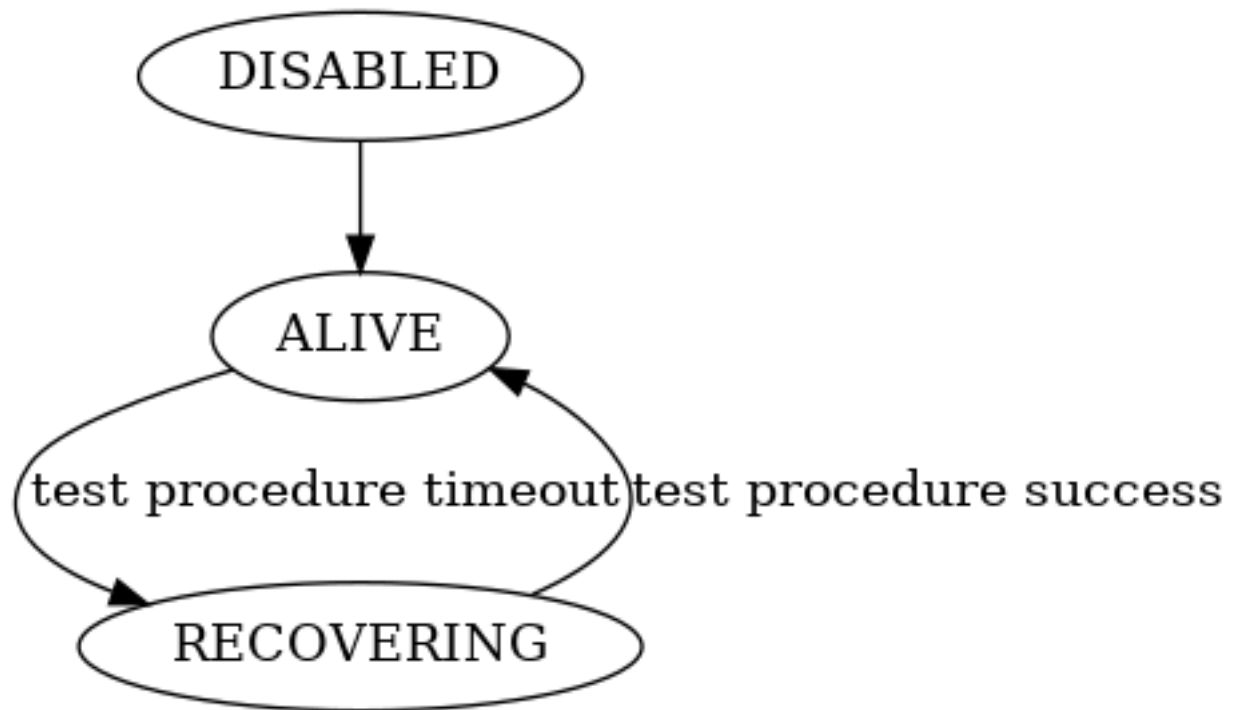 DISABLED
ALIVE
test procedure timeout
test procedure success
RECOVERING